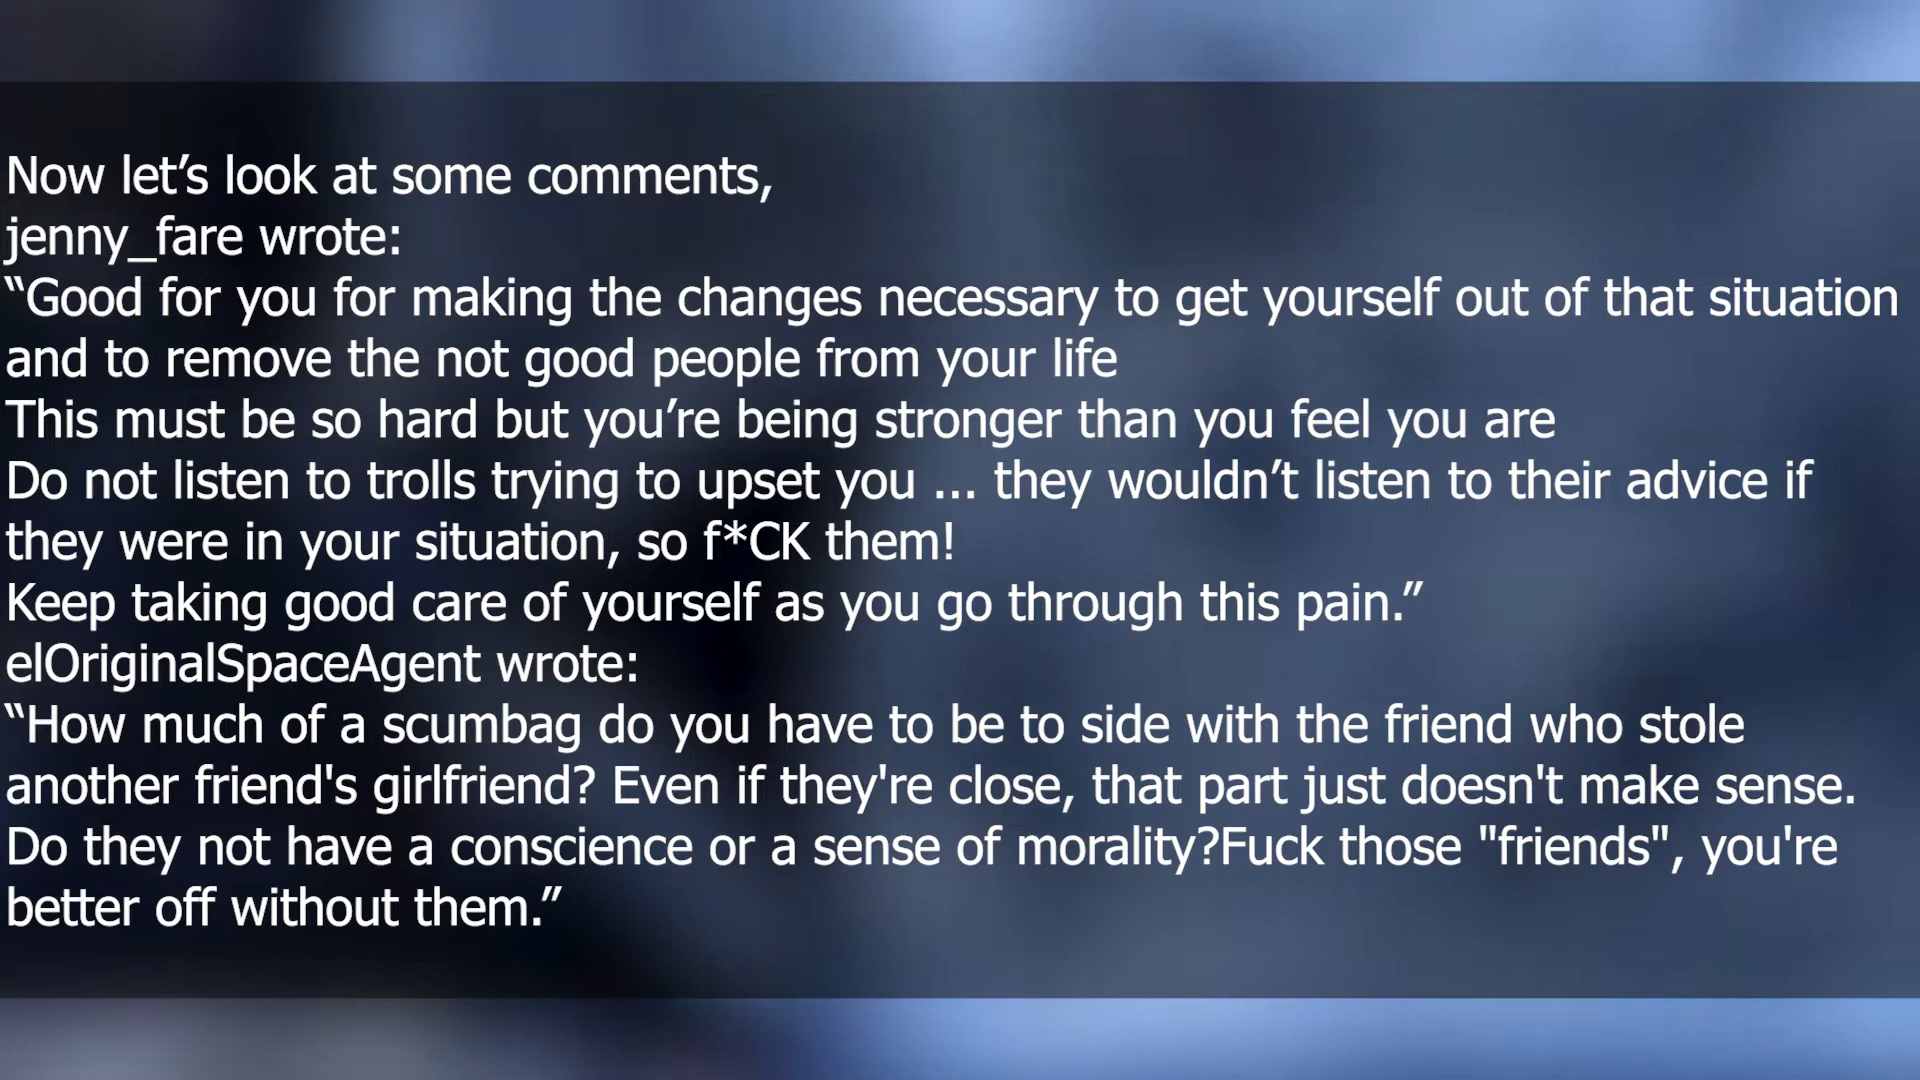 Now let’s look at some comments,
jenny_fare wrote:
“Good for you for making the changes necessary to get yourself out of that situation
and to remove the not good people from your life
This must be so hard but you’re being stronger than you feel you are
Do not listen to trolls trying to upset you ... they wouldn’t listen to their advice if
they were in your situation, so f*CK them!
Keep taking good care of yourself as you go through this pain.”
elOriginalSpaceAgent wrote:
“How much of a scumbag do you have to be to side with the friend who stole
another friend's girlfriend? Even if they're close, that part just doesn't make sense.
Do they not have a conscience or a sense of morality?Fuck those "friends", you're
better off without them.”